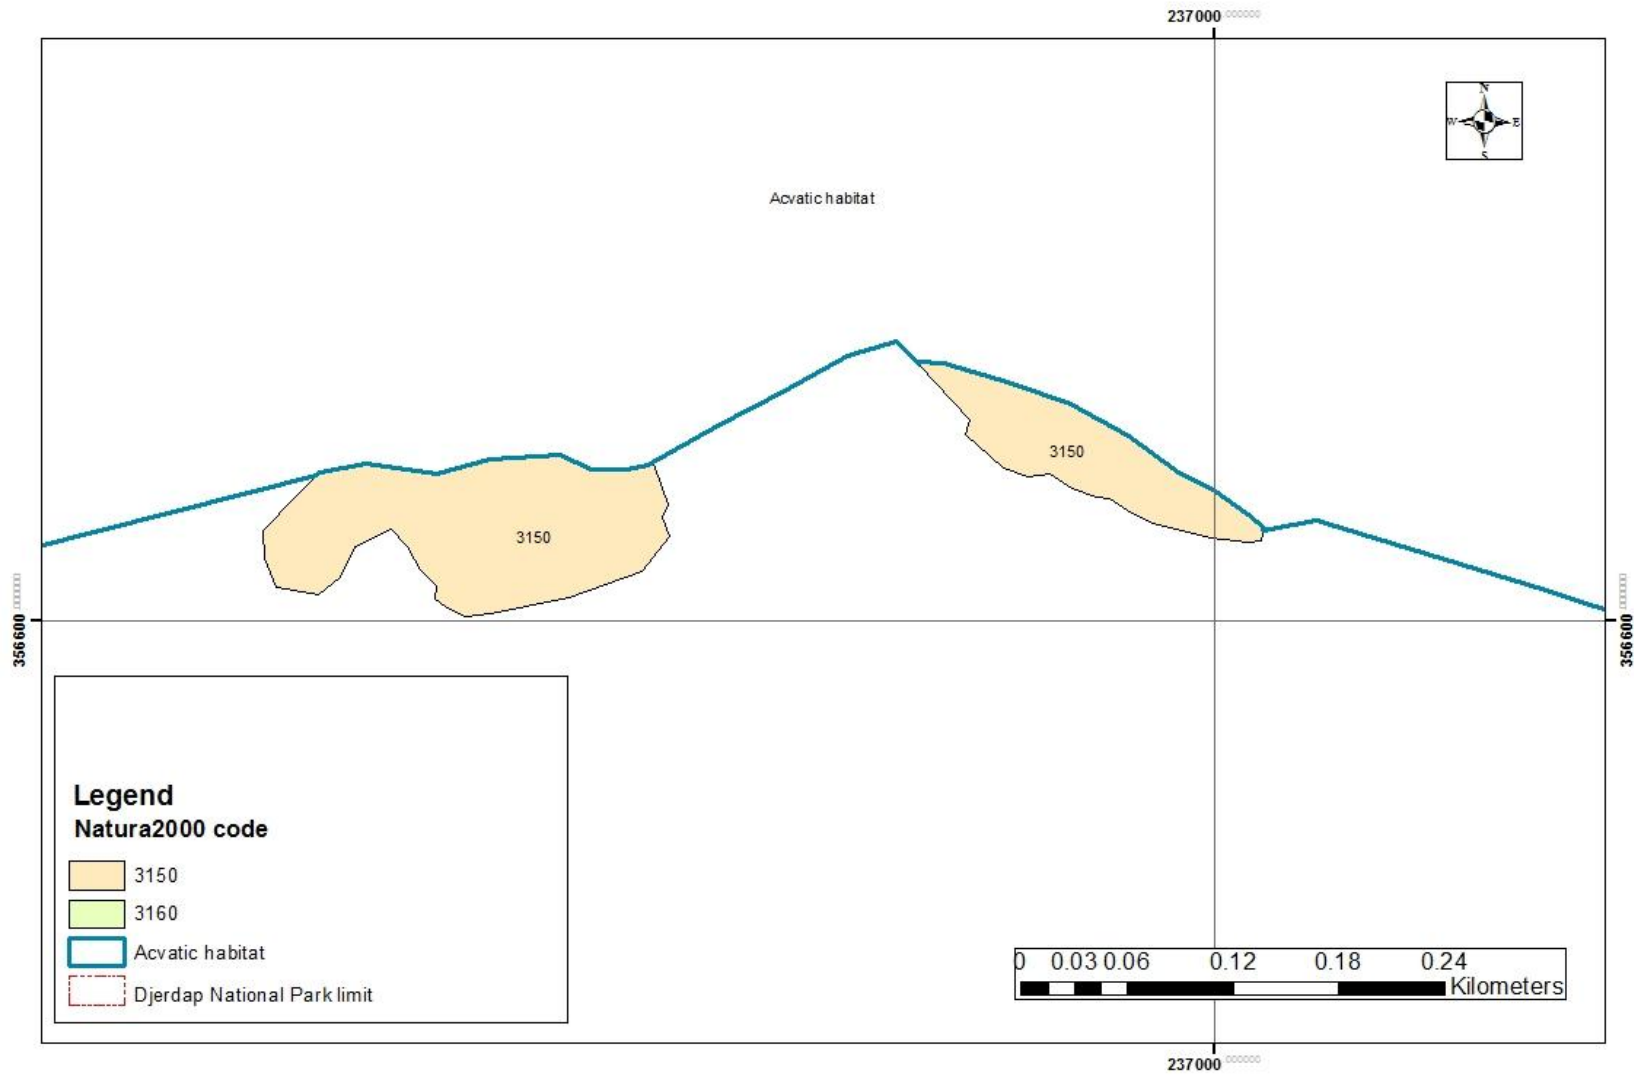 237000
N
W E
S
Acvatic habitat
3150
3150
356600
356600
Legend
Natura2000 code
3150
3160
Acvatic habitat
Djerdap National Park limit
0 0.03 0.06 0.12 0.18 0.24
Kilometers
237000